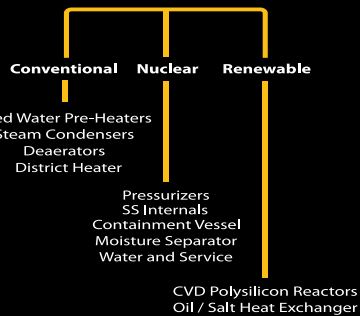 Conventional Nuclear Renewable
Water Pre-Heaters
Steam Condensers
Deaerators
District Heater
Pressurizers
SS Internals
Containment Vessel
Moisture Separator
Water and Service
CVD Polysilicon Reactors
Oil / Salt Heat Exchanger